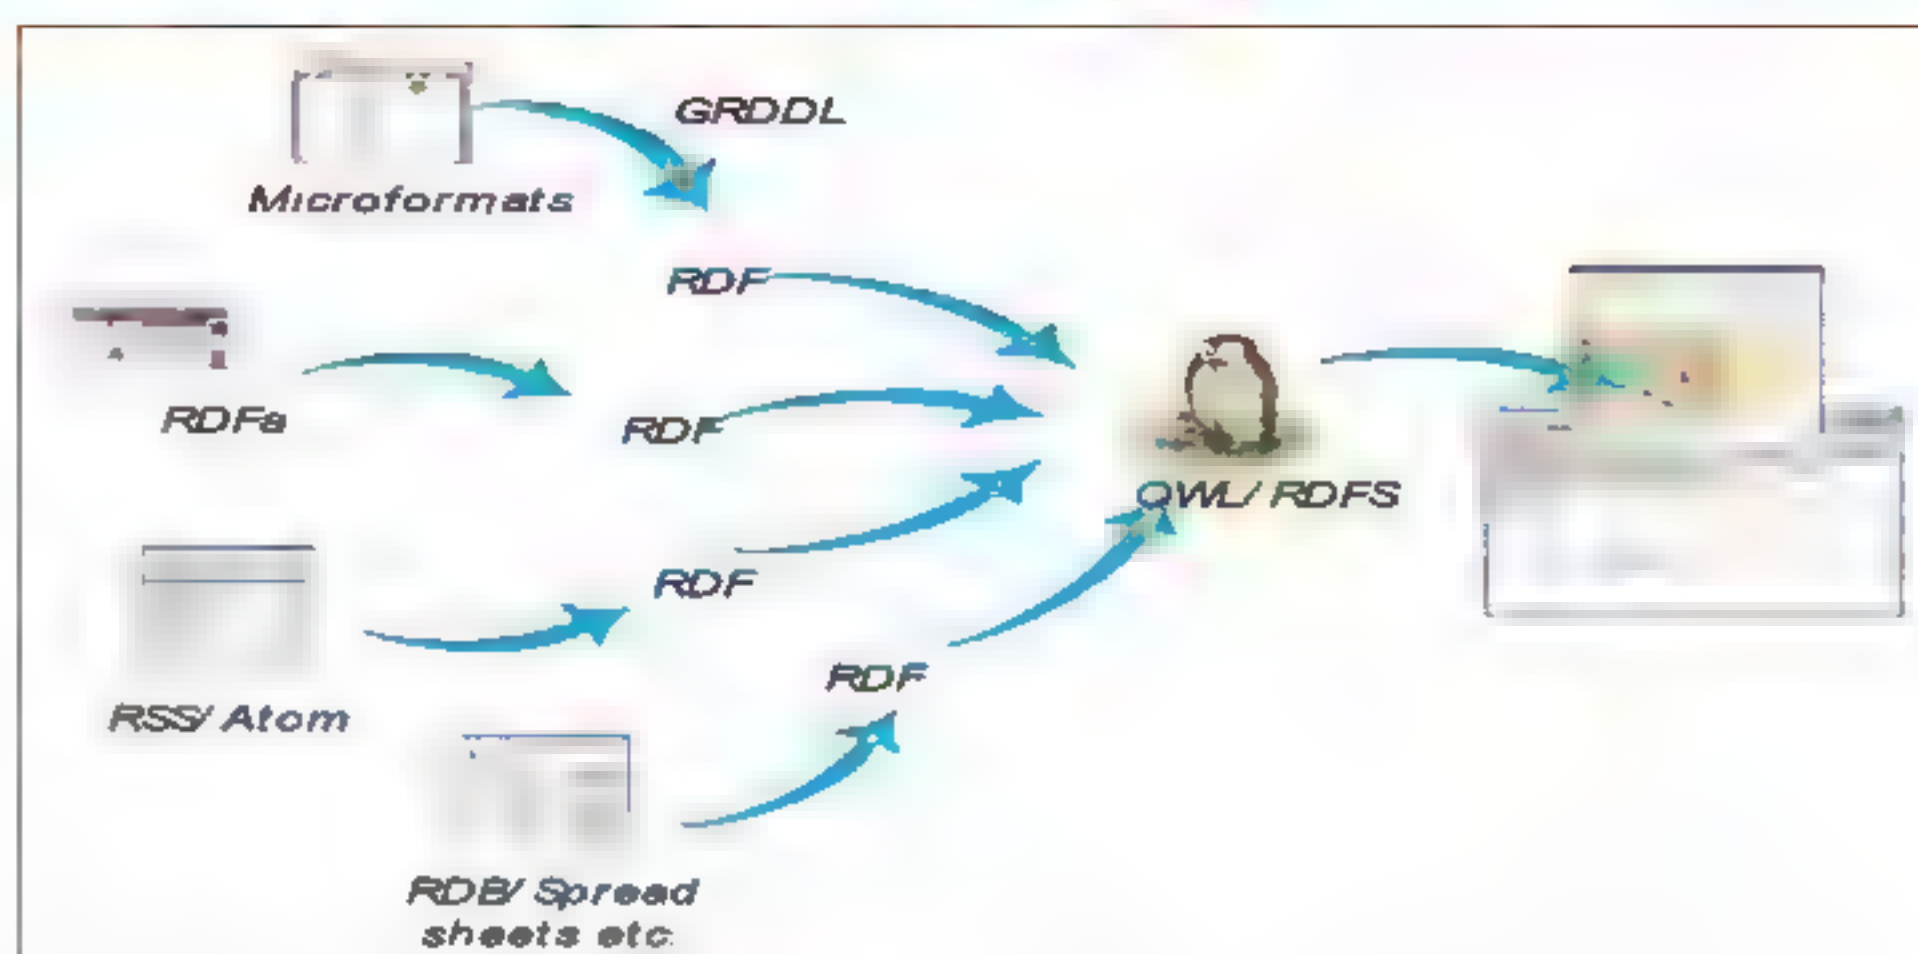 GRDDL
Microformats
RDF
RDFa
RDF
OWL/ RDFS
RDF
RDF
RSS/ Atom
RDB/ Spread
sheets etc.